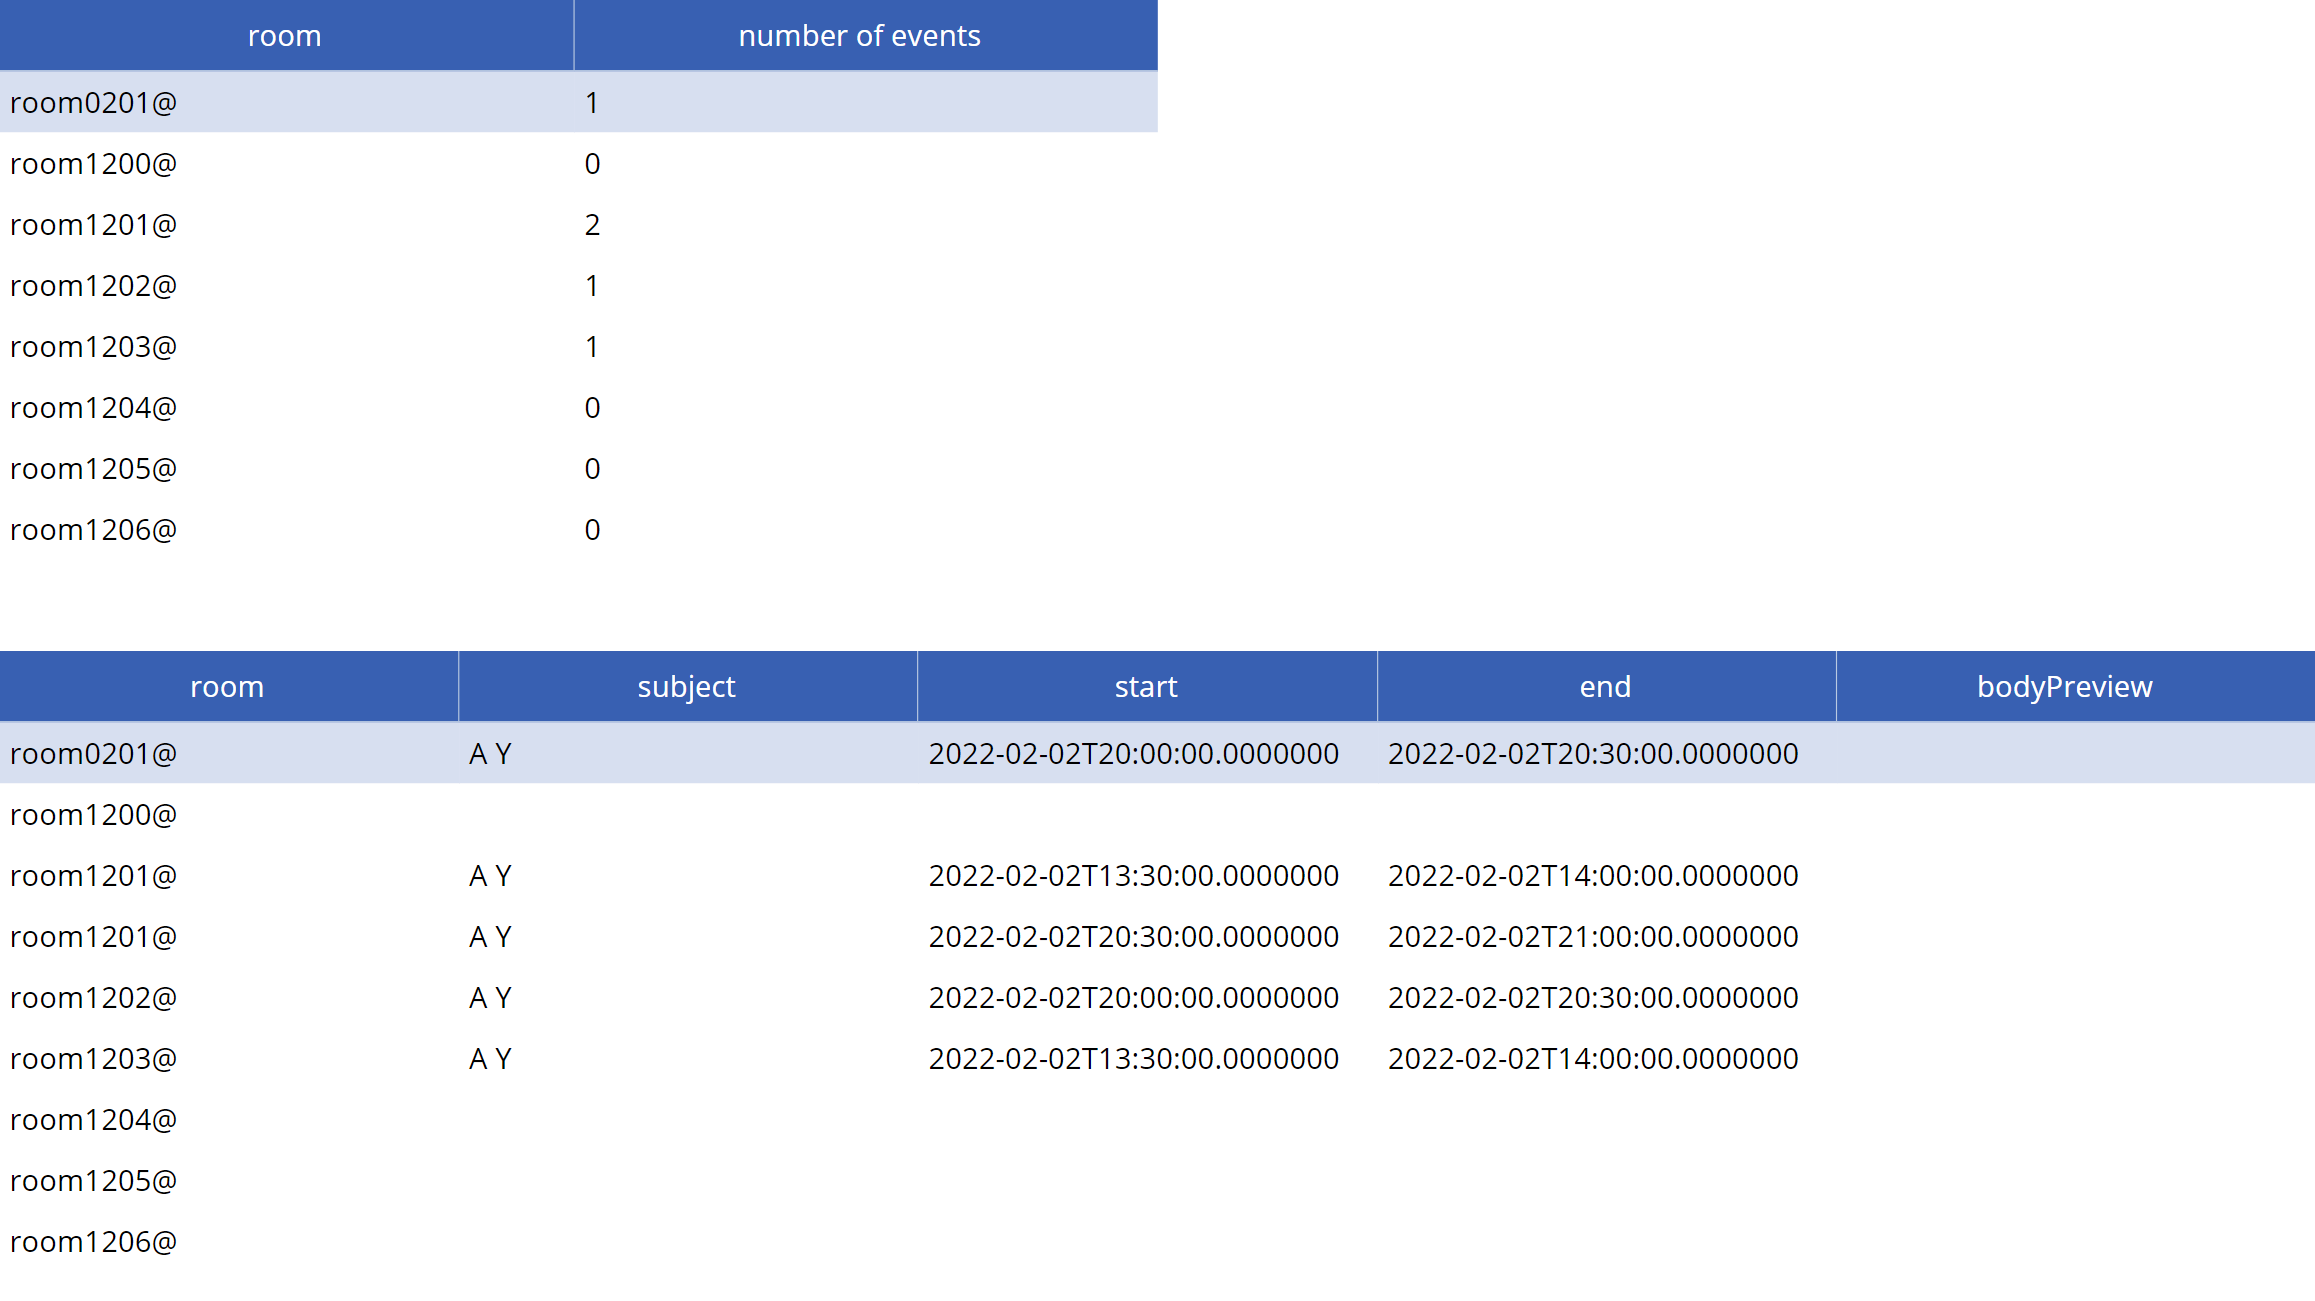 room number of events
room0201@ 1
room1200@ 0
room1201@ 2
room1202@ 1
room1203@ 1
room1204@ 0
room1205@ 0
room1206@ 0
room subject start end bodyPreview
room0201@ A Y 2022-02-02T20:00:00.0000000 2022-02-02T20:30:00.0000000
room1200@
room1201@ A Y 2022-02-02T13:30:00.0000000 2022-02-02T14:00:00.0000000
room1201@ A Y 2022-02-02T20:30:00.0000000 2022-02-02T21:00:00.0000000
room1202@ A Y 2022-02-02T20:00:00.0000000 2022-02-02T20:30:00.0000000
room1203@ A Y 2022-02-02T13:30:00.0000000 2022-02-02T14:00:00.0000000
room1204@
room1205@
room1206@